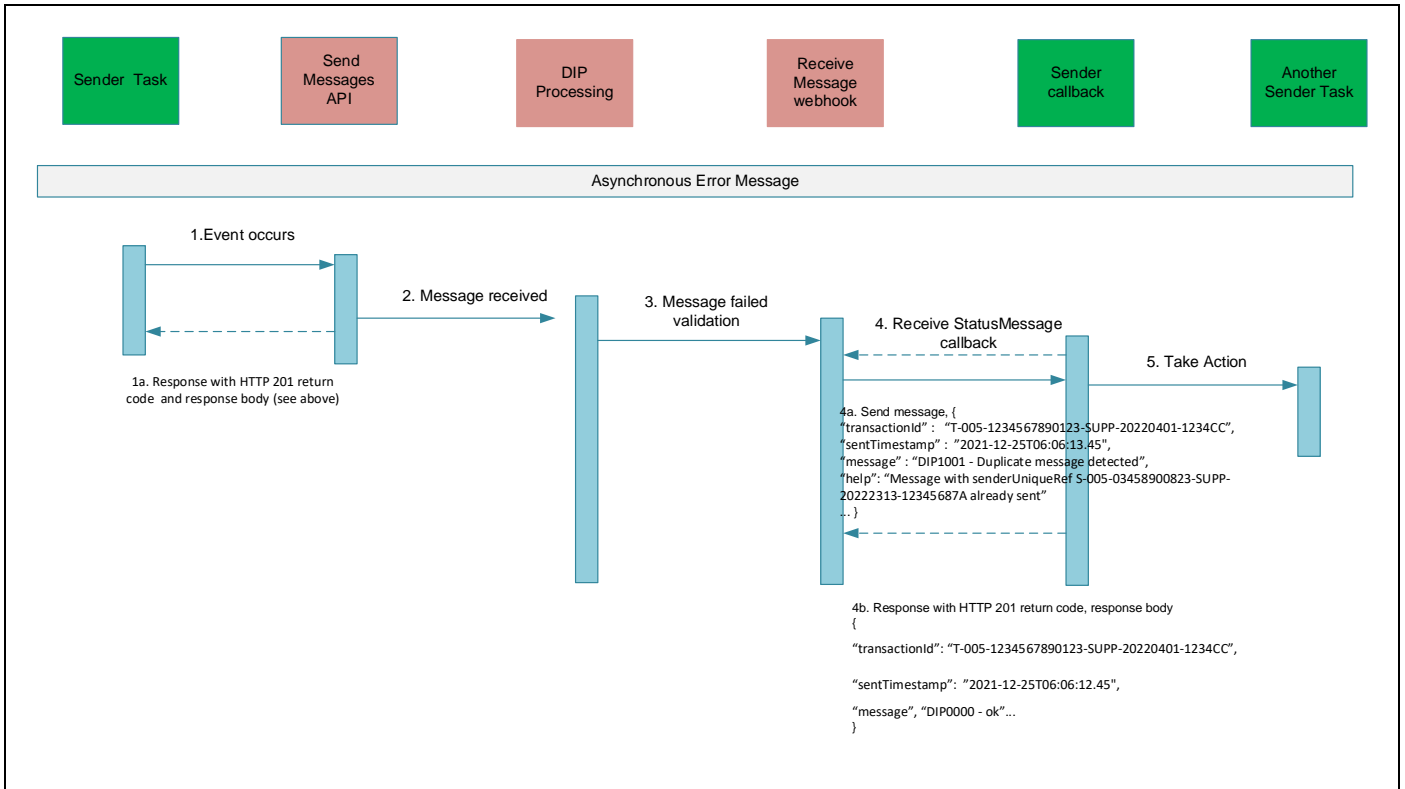 Sender  Task
Send
Messages
API
DIP
Processing
Receive
Message
webhook
Sender
callback
Another
Sender Task
Asynchronous Error Message
1.Event occurs
2. Message received
3. Message failed
validation
4. Receive StatusMessage
callback
5. Take Action
1a. Response with HTTP 201 return
code  and response body (see above)
4a. Send message, {
“transactionId” :   “T-005-1234567890123-SUPP-20220401-1234CC”,
“sentTimestamp” :  ”2021-12-25T06:06:13.45",
“message” : “DIP1001 - Duplicate message detected”,
“help”: “Message with senderUniqueRef S-005-03458900823-SUPP-
20222313-12345687A already sent”
... }
4b. Response with HTTP 201 return code, response body
{
“transactionId”: “T-005-1234567890123-SUPP-20220401-1234CC”,
“sentTimestamp”:  ”2021-12-25T06:06:12.45",
“message”, “DIP0000 - ok”...
}